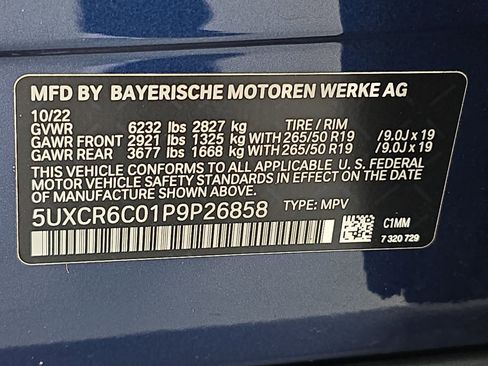 MFD BY BAYERISCHE MOTOREN WERKE AG
10/22
GVWR 6232 lbs 2827 kg TIRE / RIM
GAWR FRONT 2921 lbs 1325 kg WITH 265/50 R19 /9.0J x 19
GAWR REAR 3677 lbs 1668 kg WITH 265/50 R19 /9.0J x 19
THIS VEHICLE CONFORMS TO ALL APPLICABLE U. S. FEDERAL
MOTOR VEHICLE SAFETY STANDARDS IN EFFECT ON THE DATE OF
MANUFACTURE SHOWN ABOVE.
5UXCR6C01P9P26858 TYPE: MPV
C1MM
7 320 729